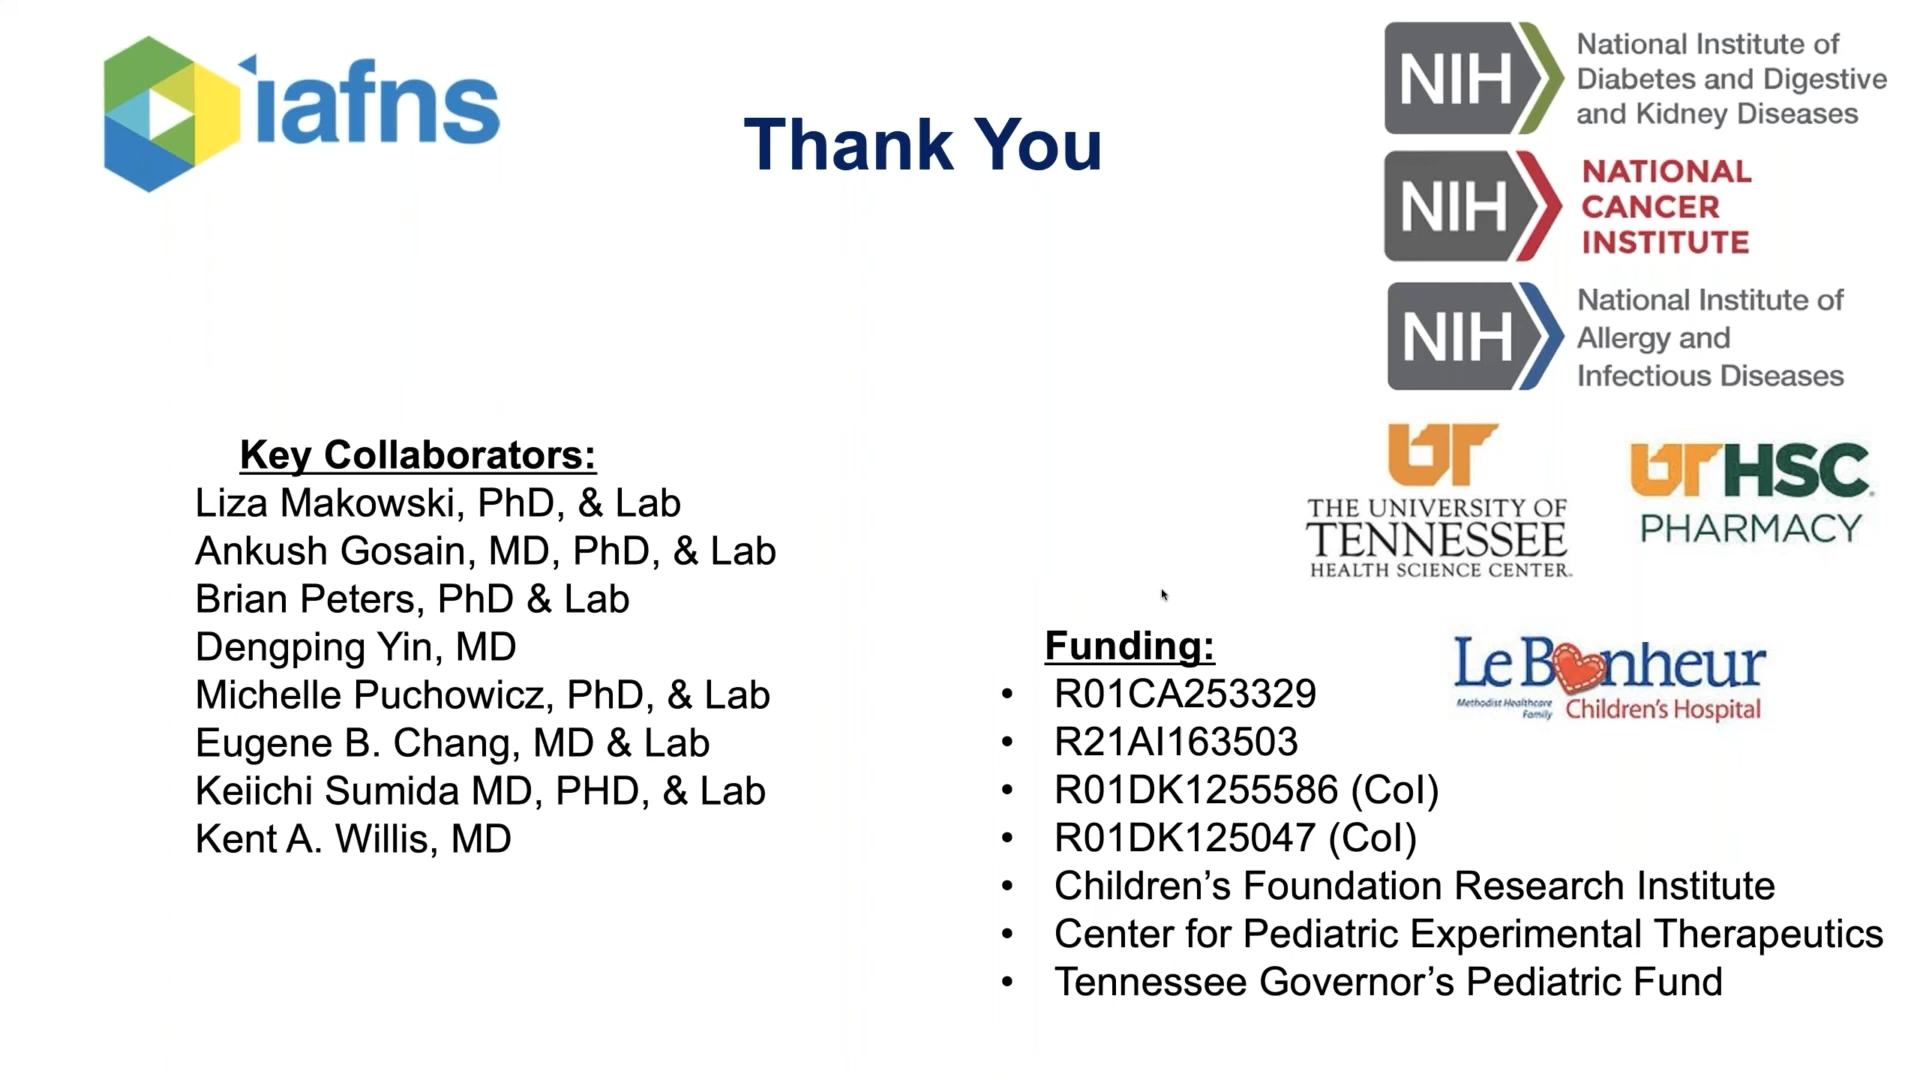 iafns
Thank You
NIH
National Institute of
Diabetes and Digestive
and Kidney Diseases
NIH
NATIONAL
CANCER
INSTITUTE
NIH
National Institute of
Allergy and
Infectious Diseases
UT
THE UNIVERSITY OF
TENNESSEE
HEALTH SCIENCE CENTER.
UTHSC
PHARMACY
Le Bonheur
Methodist Healthcare
Family
Children's Hospital
Key Collaborators:
Liza Makowski, PhD, & Lab
Ankush Gosain, MD, PhD, & Lab
Brian Peters, PhD & Lab
Dengping Yin, MD
Michelle Puchowicz, PhD, & Lab
Eugene B. Chang, MD & Lab
Keiichi Sumida MD, PHD, & Lab
Kent A. Willis, MD
Funding:
• R01CA253329
• R21AI163503
• R01DK1255586 (CoI)
• R01DK125047 (CoI)
• Children’s Foundation Research Institute
• Center for Pediatric Experimental Therapeutics
• Tennessee Governor’s Pediatric Fund